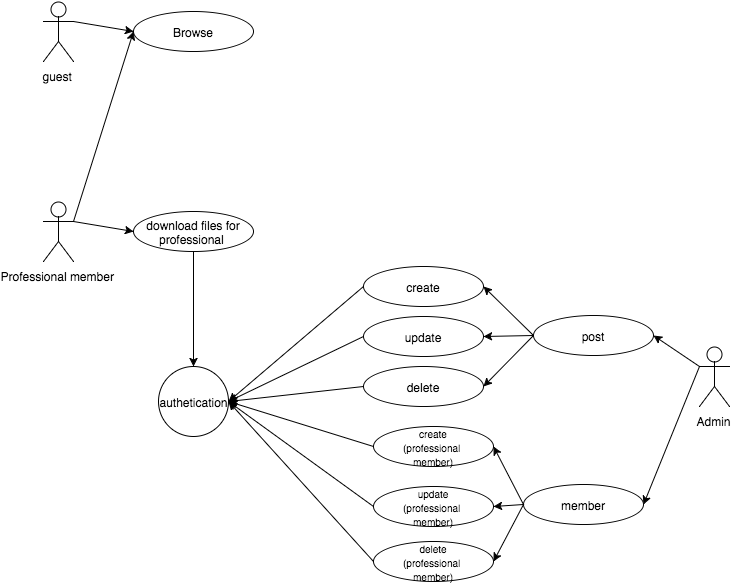 Browse
guest
download files for
professional
Professional member
create
update
post
delete
authetication
Admin
create
(professional
member)
update
(professional
member)
member
delete
(professional
member)